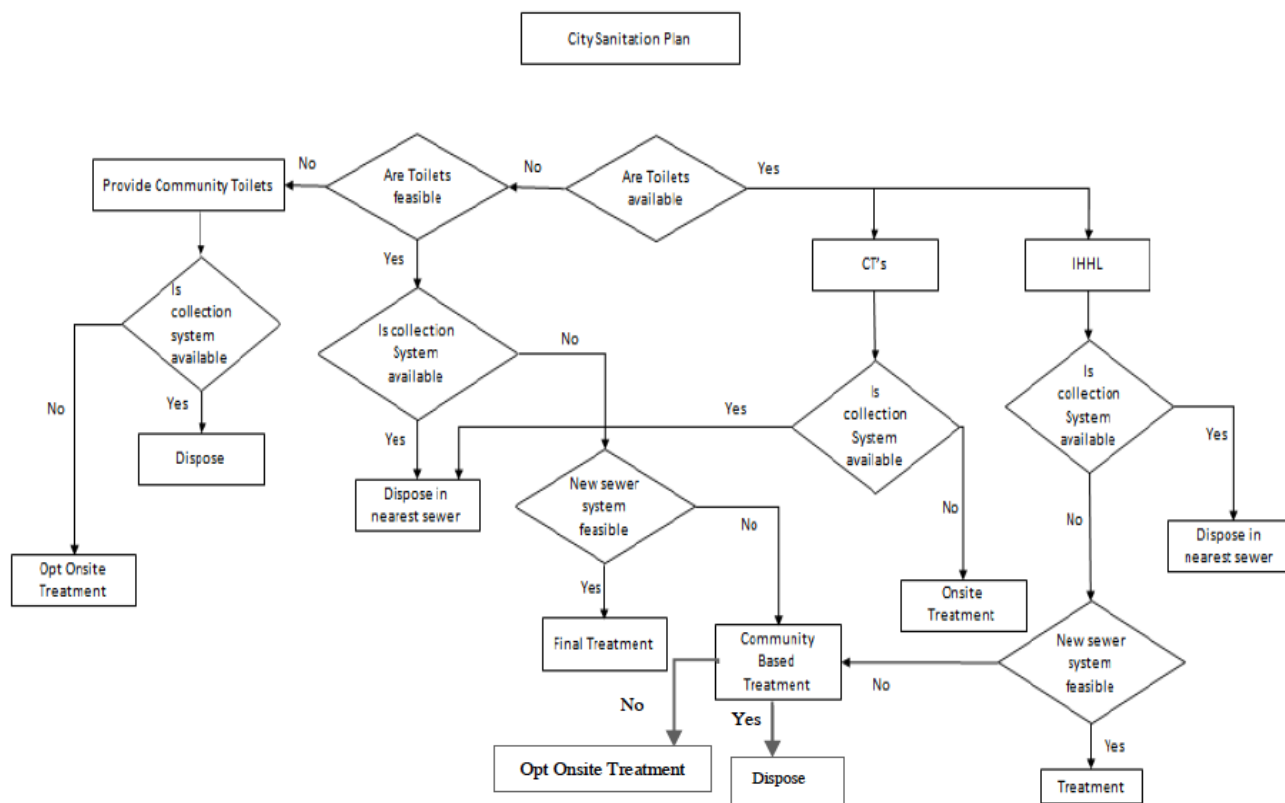 City Sanitation Plan
No
No
Yes
Provide Community Toilets
Are Toilets
feasible
Are Toilets
available
Yes
CT's
IHHL
Is
collection
system
available
Is collection
System
available
No
Is
collection
System
available
Is
collection
System
available
No
Yes
Yes
Yes
Yes
Dispose
Dispose in
nearest sewer
New sewer
system
feasible
No
No
No
Dispose in
nearest sewer
Opt Onsite
Treatment
Yes
Onsite
Treatment
Final Treatment
Community
Based
Treatment
No
New sewer
system
feasible
No
Yes
Yes
Opt Onsite Treatment
Dispose
Treatment